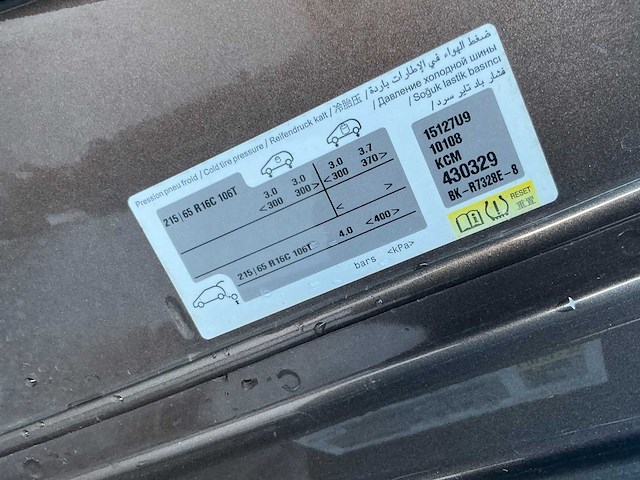 ضغط الهواء في الإطارات باردة /
Pression pneu froid / Cold tire pressure / Reifendruck kalt / 冷胎压 / Давление холодной шины
/ Soğuk lastik basıncı
فشار باد تایر سرد /
215|65 R16C 106T 3.0 3.0 3.0 3.7
<300 300> <300 370>
< >
215|65 R16C 106T 4.0 <400>
bars <kPa>
15127U9
10108
KCM
430329
BK-R7328E-8
RESET
重置